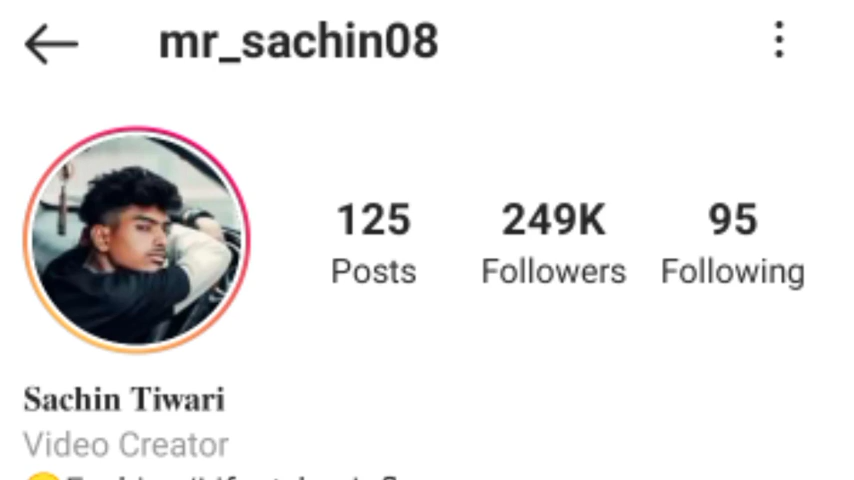 mr_sachin08
125 249K 95
Posts Followers Following
Sachin Tiwari
Video Creator